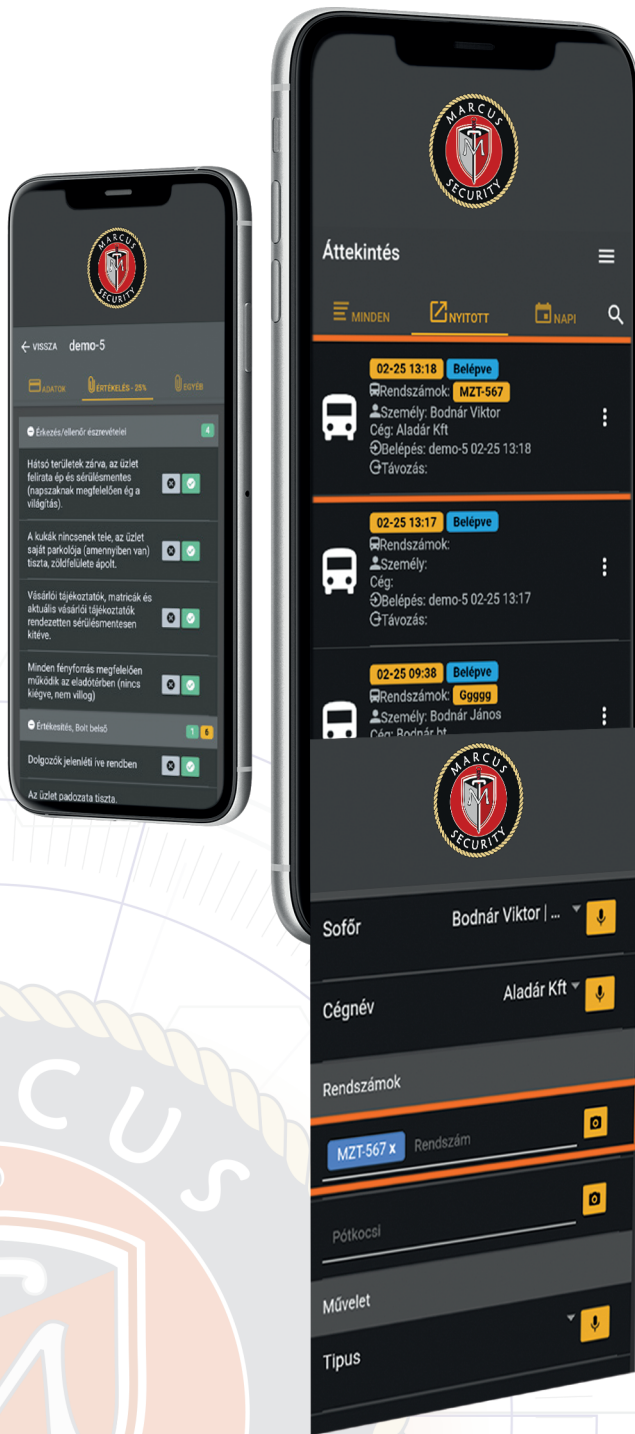 MARCUS
SECURITY
VISSZA demo-5
ADATOK
ÉRTÉKELÉS - 25%
EGYÉB
Érkezés/ellenőr észrevételei
4
Hátsó területek zárva, az üzlet
felirata ép és sérülésmentes
(napszaknak megfelelően ég a
világítás).
A kukák nincsenek tele, az üzlet
saját parkolója (amennyiben van)
tiszta, zöldfelülete ápolt.
Vásárlói tájékoztatók, matricák és
aktuális vásárlói tájékoztatók
rendezetten sérülésmentesen
kitéve.
Minden fényforrás megfelelően
működik az eladótérben (nincs
kiégve, nem villog)
Értékesítés, Bolt belső
1 6
Dolgozók jelenléti ive rendben
Az üzlet padozata tiszta.
MARCUS
SECURITY
Áttekintés
MINDEN
NYITOTT
NAPI
02-25 13:18 Belépve
Rendszámok: MZT-567
Személy: Bodnár Viktor
Cég: Aladár Kft
Belépés: demo-5 02-25 13:18
Távozás:
02-25 13:17 Belépve
Rendszámok:
Személy:
Cég:
Belépés: demo-5 02-25 13:17
Távozás:
02-25 09:38 Belépve
Rendszámok: Ggggg
Személy: Bodnár János
Cég: Bodnár bt
MARCUS
SECURITY
Sofőr
Bodnár Viktor | ...
Cégnév
Aladár Kft
Rendszámok
MZT-567 x Rendszám
Pótkocsi
Művelet
Tipus
CUS
M